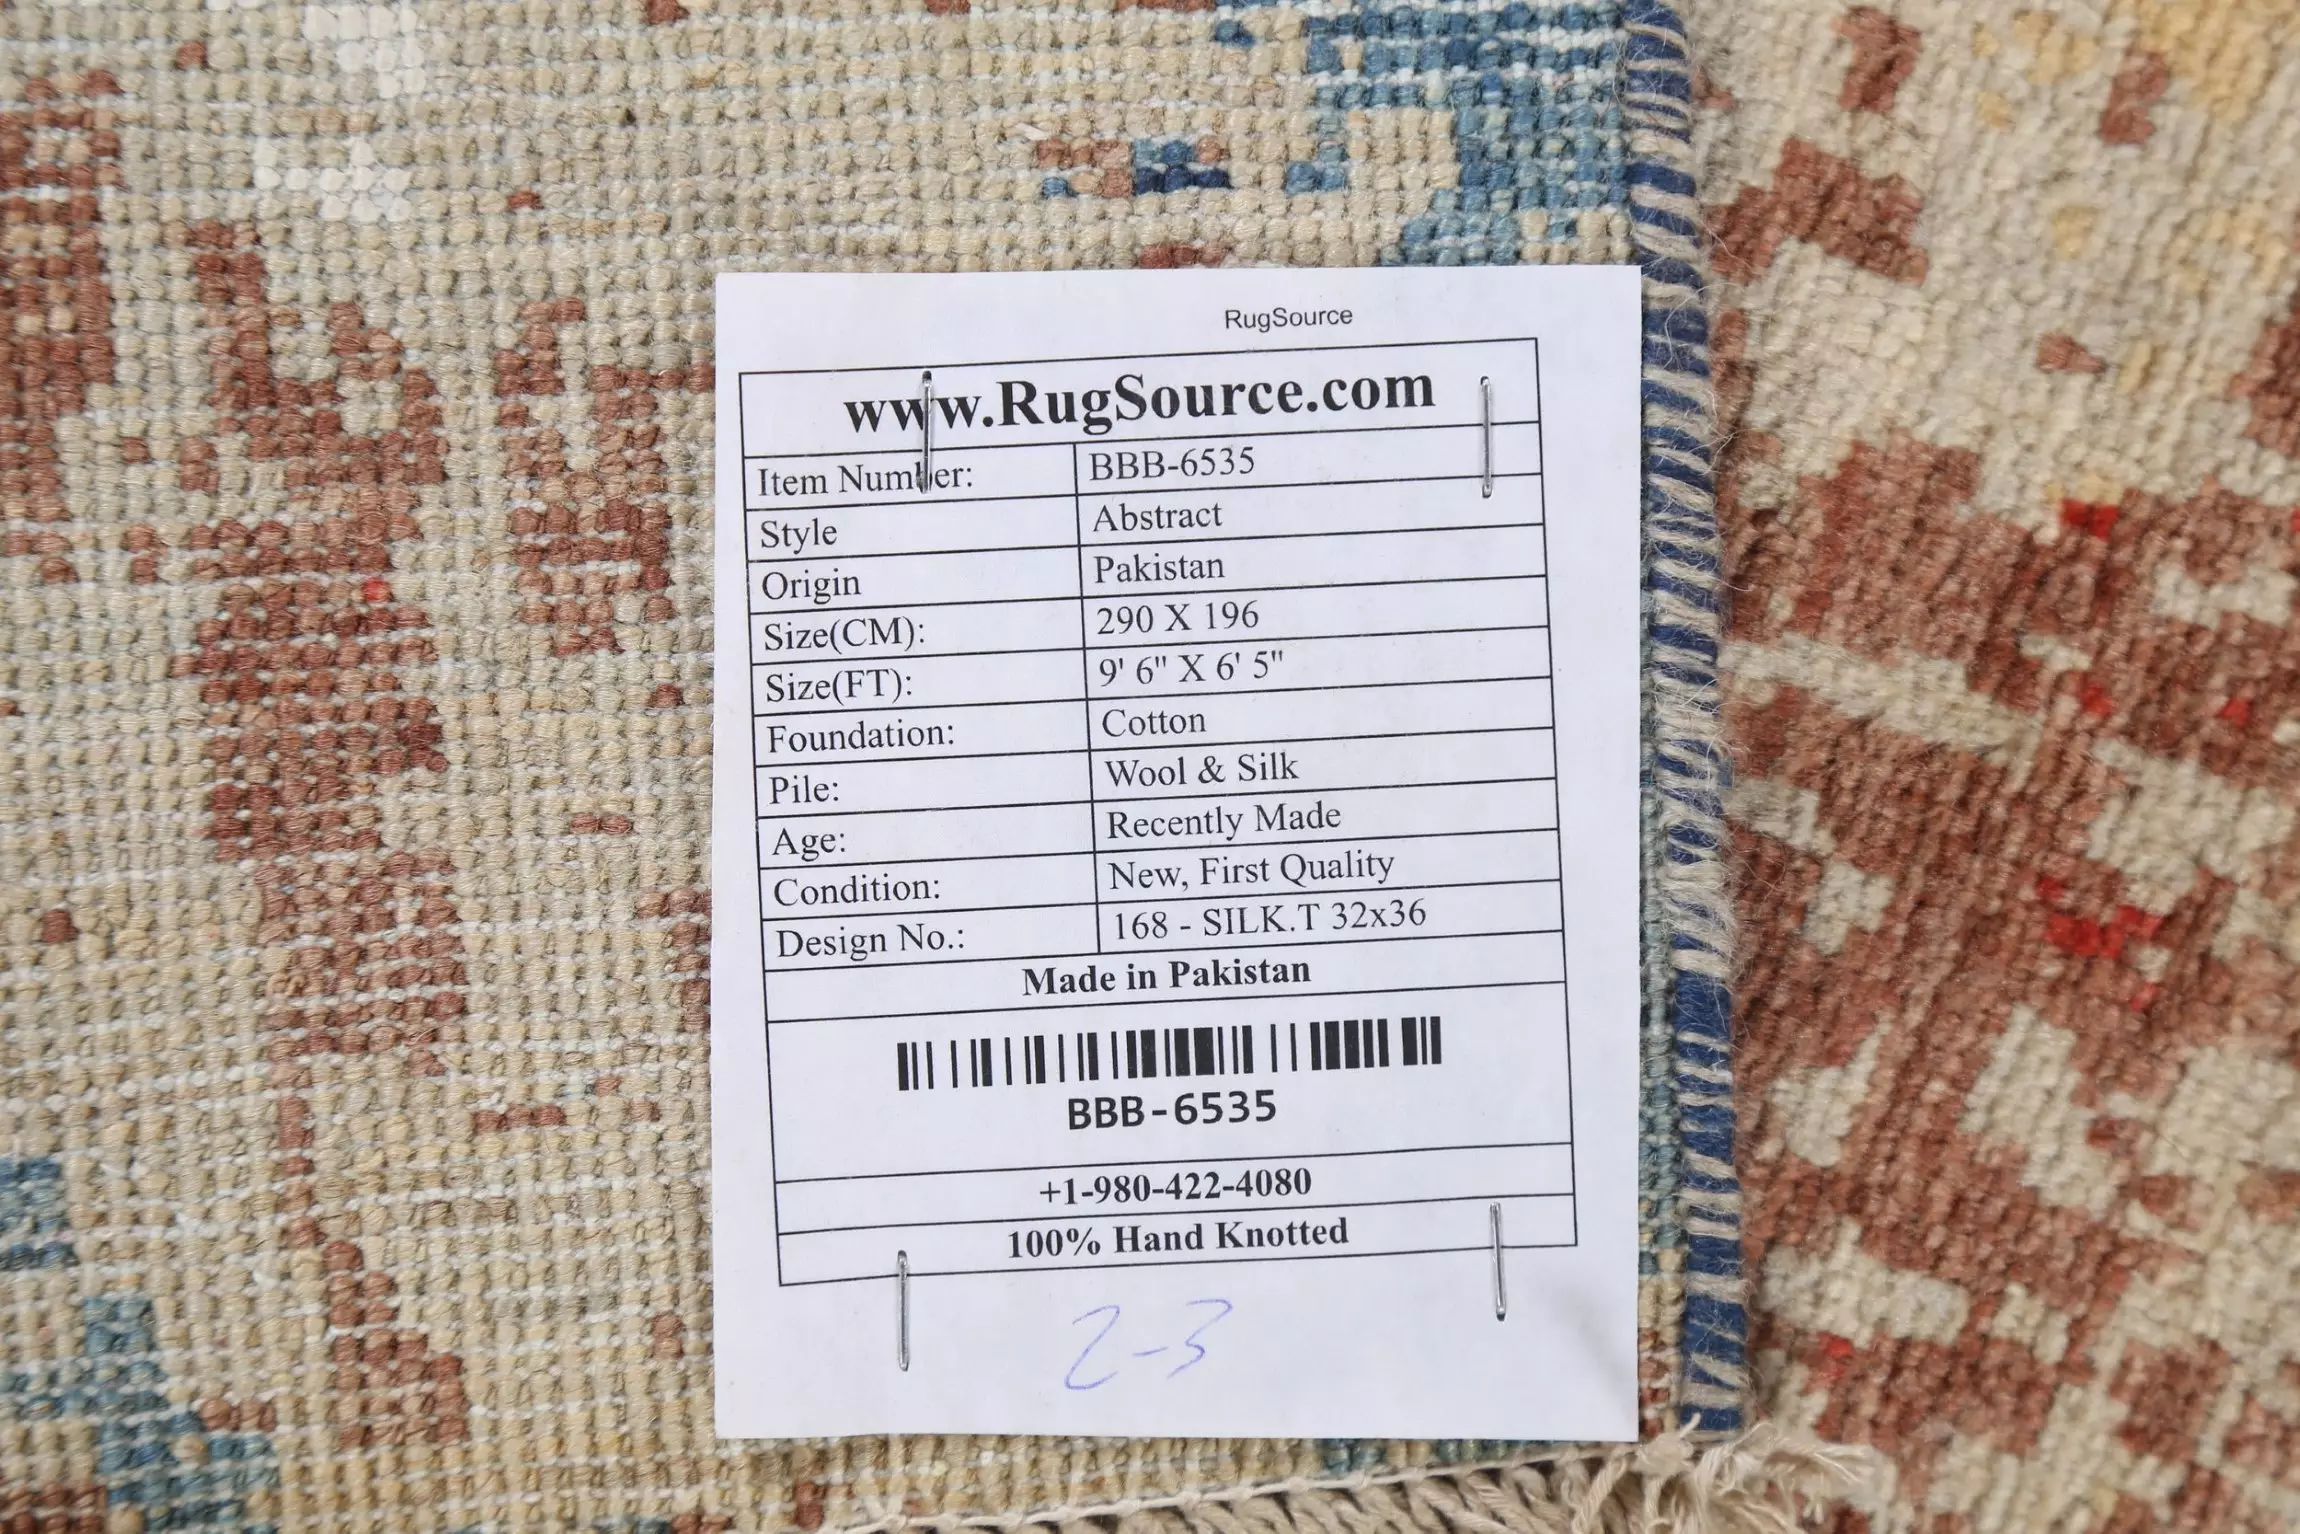 RugSource
www.RugSource.com
Item Number: BBB-6535
Style Abstract
Origin Pakistan
Size(CM): 290 X 196
Size(FT): 9' 6" X 6' 5"
Foundation: Cotton
Pile: Wool & Silk
Age: Recently Made
Condition: New, First Quality
Design No.: 168 - SILK.T 32x36
Made in Pakistan
BBB-6535
+1-980-422-4080
100% Hand Knotted
2-3